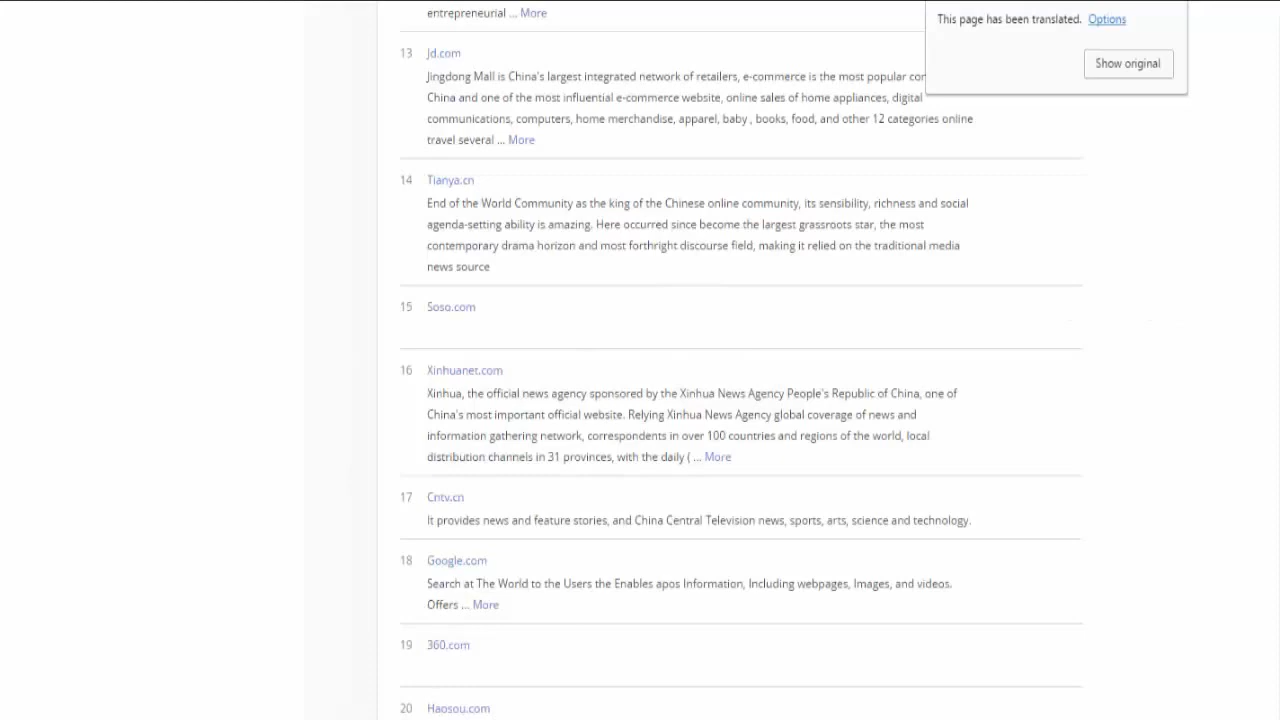 entrepreneurial ... More
This page has been translated. Options
Show original
13 Jd.com
Jingdong Mall is China's largest integrated network of retailers, e-commerce is the most popular
China and one of the most influential e-commerce website, online sales of home appliances, digital
communications, computers, home merchandise, apparel, baby , books, food, and other 12 categories online
travel several ... More
14 Tianya.cn
End of the World Community as the king of the Chinese online community, its sensibility, richness and social
agenda-setting ability is amazing. Here occurred since become the largest grassroots star, the most
contemporary drama horizon and most forthright discourse field, making it relied on the traditional media
news source
15 Soso.com
16 Xinhuanet.com
Xinhua, the official news agency sponsored by the Xinhua News Agency People's Republic of China, one of
China's most important official website. Relying Xinhua News Agency global coverage of news and
information gathering network, correspondents in over 100 countries and regions of the world, local
distribution channels in 31 provinces, with the daily ( ... More
17 Cntv.cn
It provides news and feature stories, and China Central Television news, sports, arts, science and technology.
18 Google.com
Search at The World to the Users the Enables apos Information, Including webpages, Images, and videos.
Offers ... More
19 360.com
20 Haosou.com